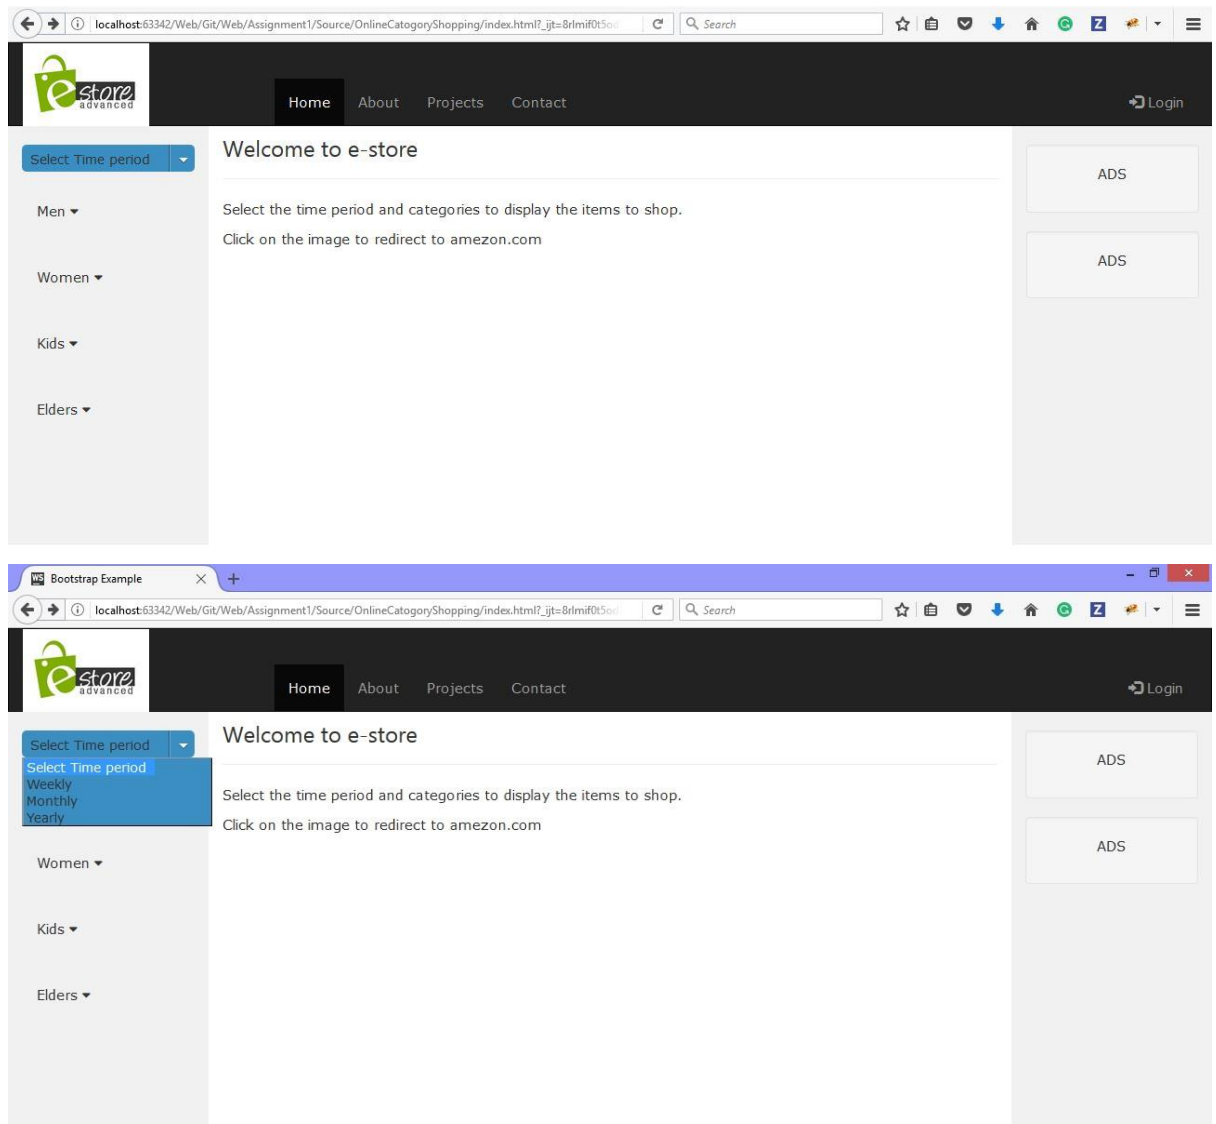 localhost:63342/Web/Git/Web/Assignment1/Source/OnlineCatogoryShopping/index.html?_ijt=8rlmif0t5od
Search
e store
advanced
Home About Projects Contact
Login
Select Time period
Welcome to e-store
ADS
Men
Select the time period and categories to display the items to shop.
Click on the image to redirect to amezon.com
ADS
Women
Kids
Elders
WS Bootstrap Example
localhost:63342/Web/Git/Web/Assignment1/Source/OnlineCatogoryShopping/index.html?_ijt=8rlmif0t5od
Search
e store
advanced
Home About Projects Contact
Login
Select Time period
Welcome to e-store
ADS
Select Time period
Weekly
Monthly
Yearly
Select the time period and categories to display the items to shop.
Click on the image to redirect to amezon.com
ADS
Women
Kids
Elders